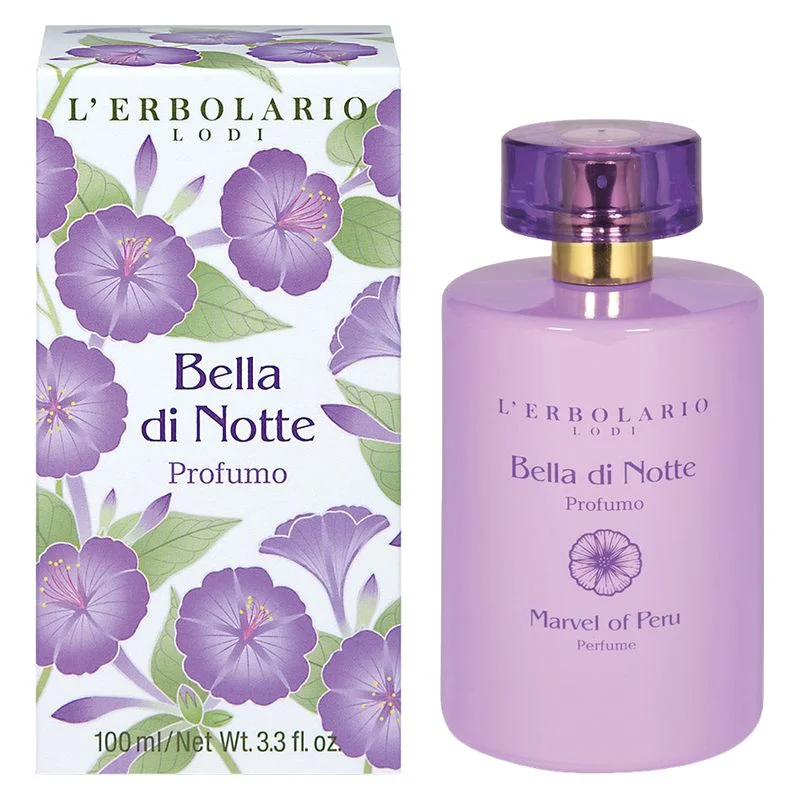 L'ERBOLARIO
LODI
Bella
di Notte
Profumo
100 ml/Net Wt. 3.3 fl. oz.
L'ERBOLARIO
LODI
Bella di Notte
Profumo
Marvel of Peru
Perfume